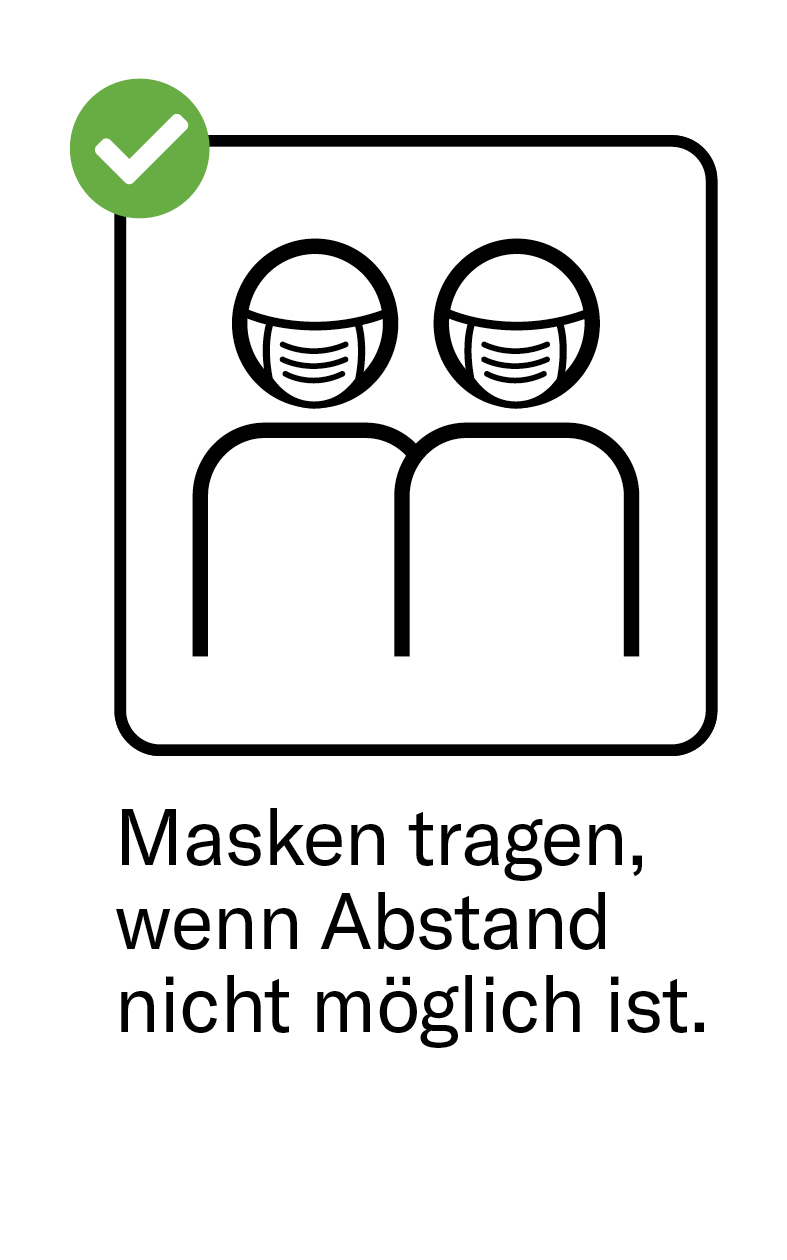 Masken tragen,
wenn Abstand
nicht möglich ist.